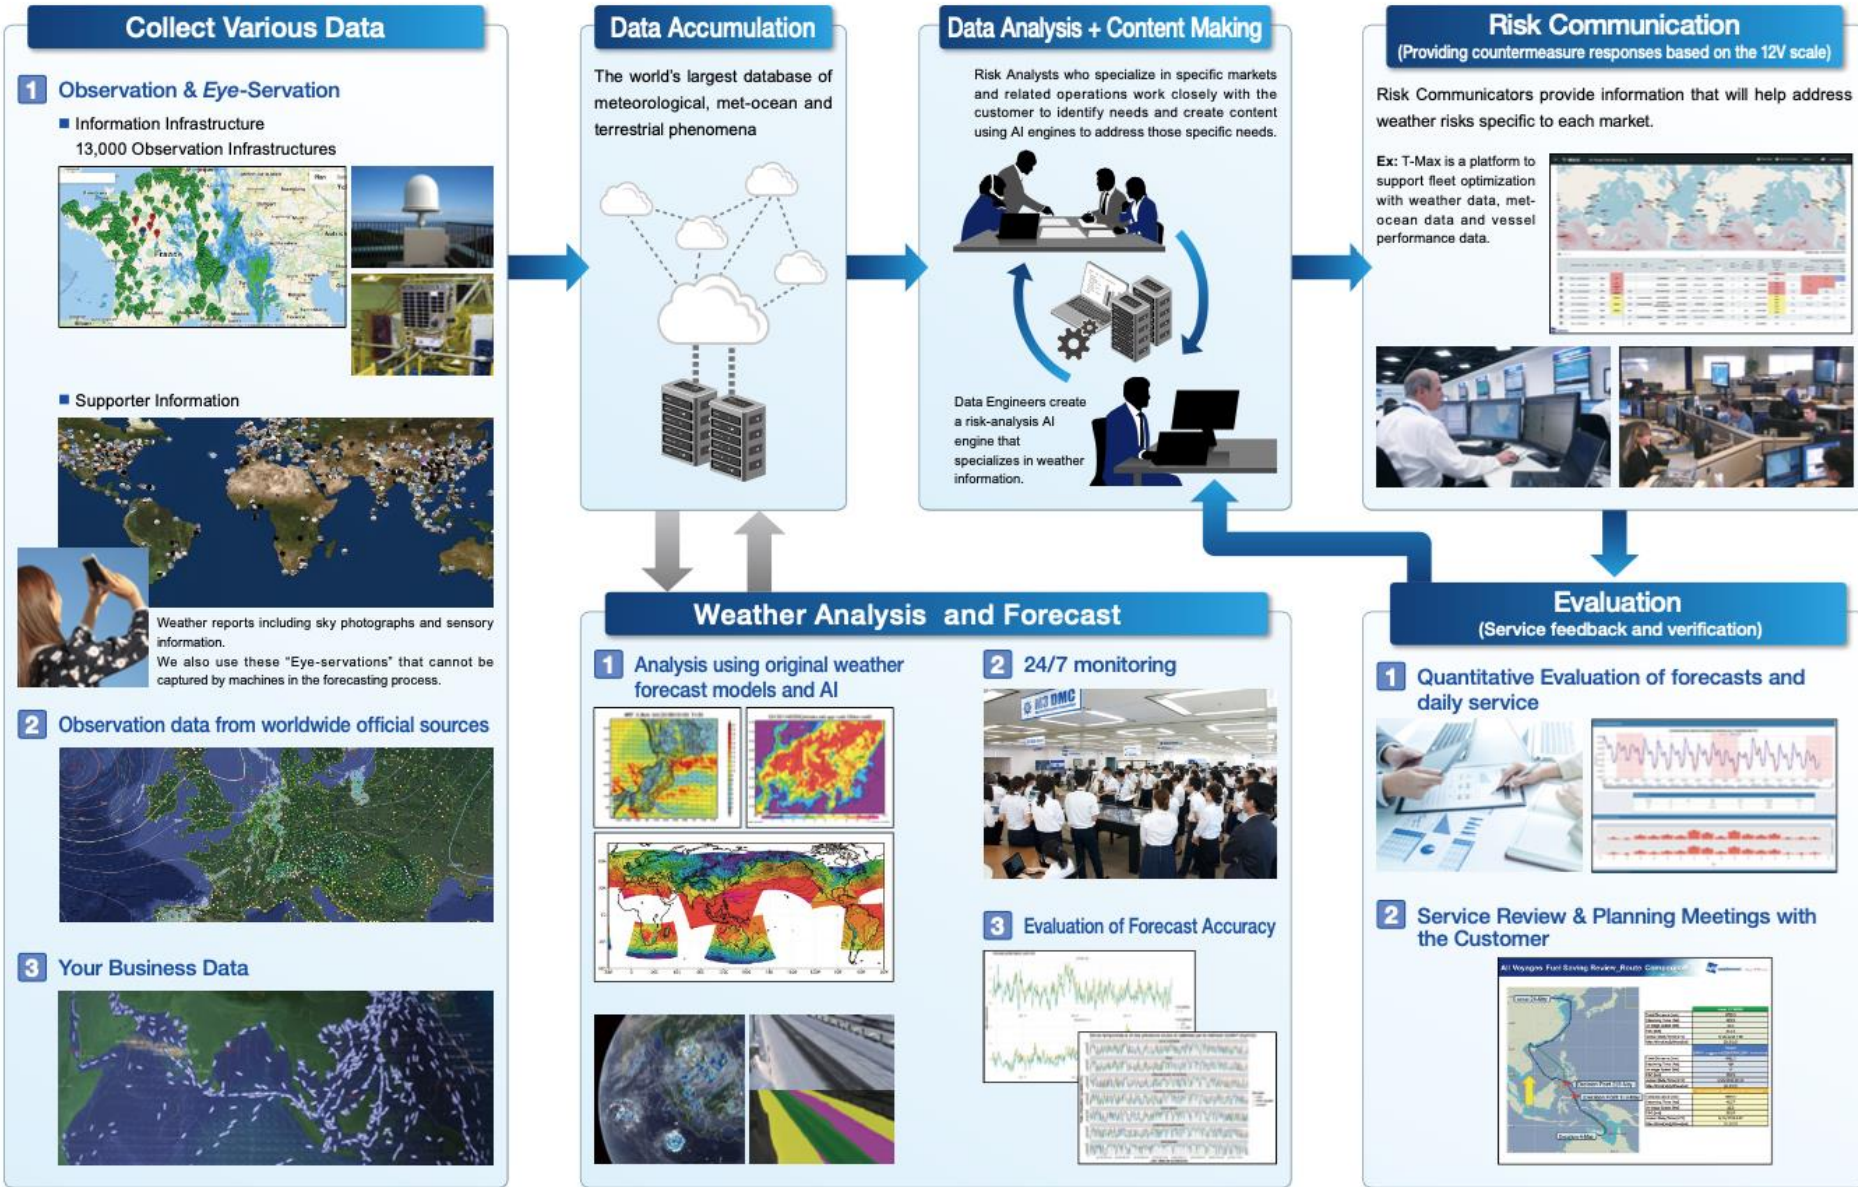 Collect Various Data
1
Observation & Eye-Servation
Information Infrastructure
13,000 Observation Infrastructures
France
Supporter Information
Weather reports including sky photographs and sensory
information.
We also use these “Eye-servations” that cannot be
captured by machines in the forecasting process.
2
Observation data from worldwide official sources
3
Your Business Data
Data Accumulation
The world’s largest database of
meteorological, met-ocean and
terrestrial phenomena
Data Analysis + Content Making
Risk Analysts who specialize in specific markets
and related operations work closely with the
customer to identify needs and create content
using AI engines to address those specific needs.
Data Engineers create
a risk-analysis AI
engine that
specializes in weather
information.
Risk Communication
(Providing countermeasure responses based on the 12V scale)
Risk Communicators provide information that will help address
weather risks specific to each market.
Ex: T-Max is a platform to
support fleet optimization
with weather data, met-
ocean data and vessel
performance data.
Weather Analysis and Forecast
1
Analysis using original weather
forecast models and AI
2
24/7 monitoring
M3 DMC
3
Evaluation of Forecast Accuracy
Evaluation
(Service feedback and verification)
1
Quantitative Evaluation of forecasts and
daily service
2
Service Review & Planning Meetings with
the Customer
All Voyages Fuel Saving Review_Route